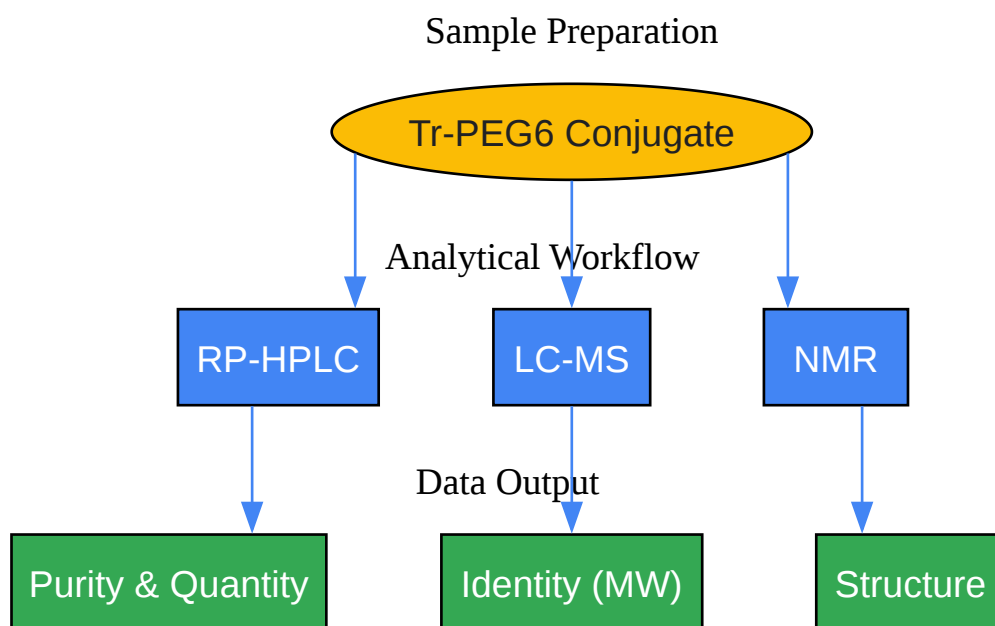 Sample Preparation
Tr-PEG6 Conjugate
Analytical Workflow
RP-HPLC
LC-MS
NMR
Data Output
Purity & Quantity
Identity (MW)
Structure